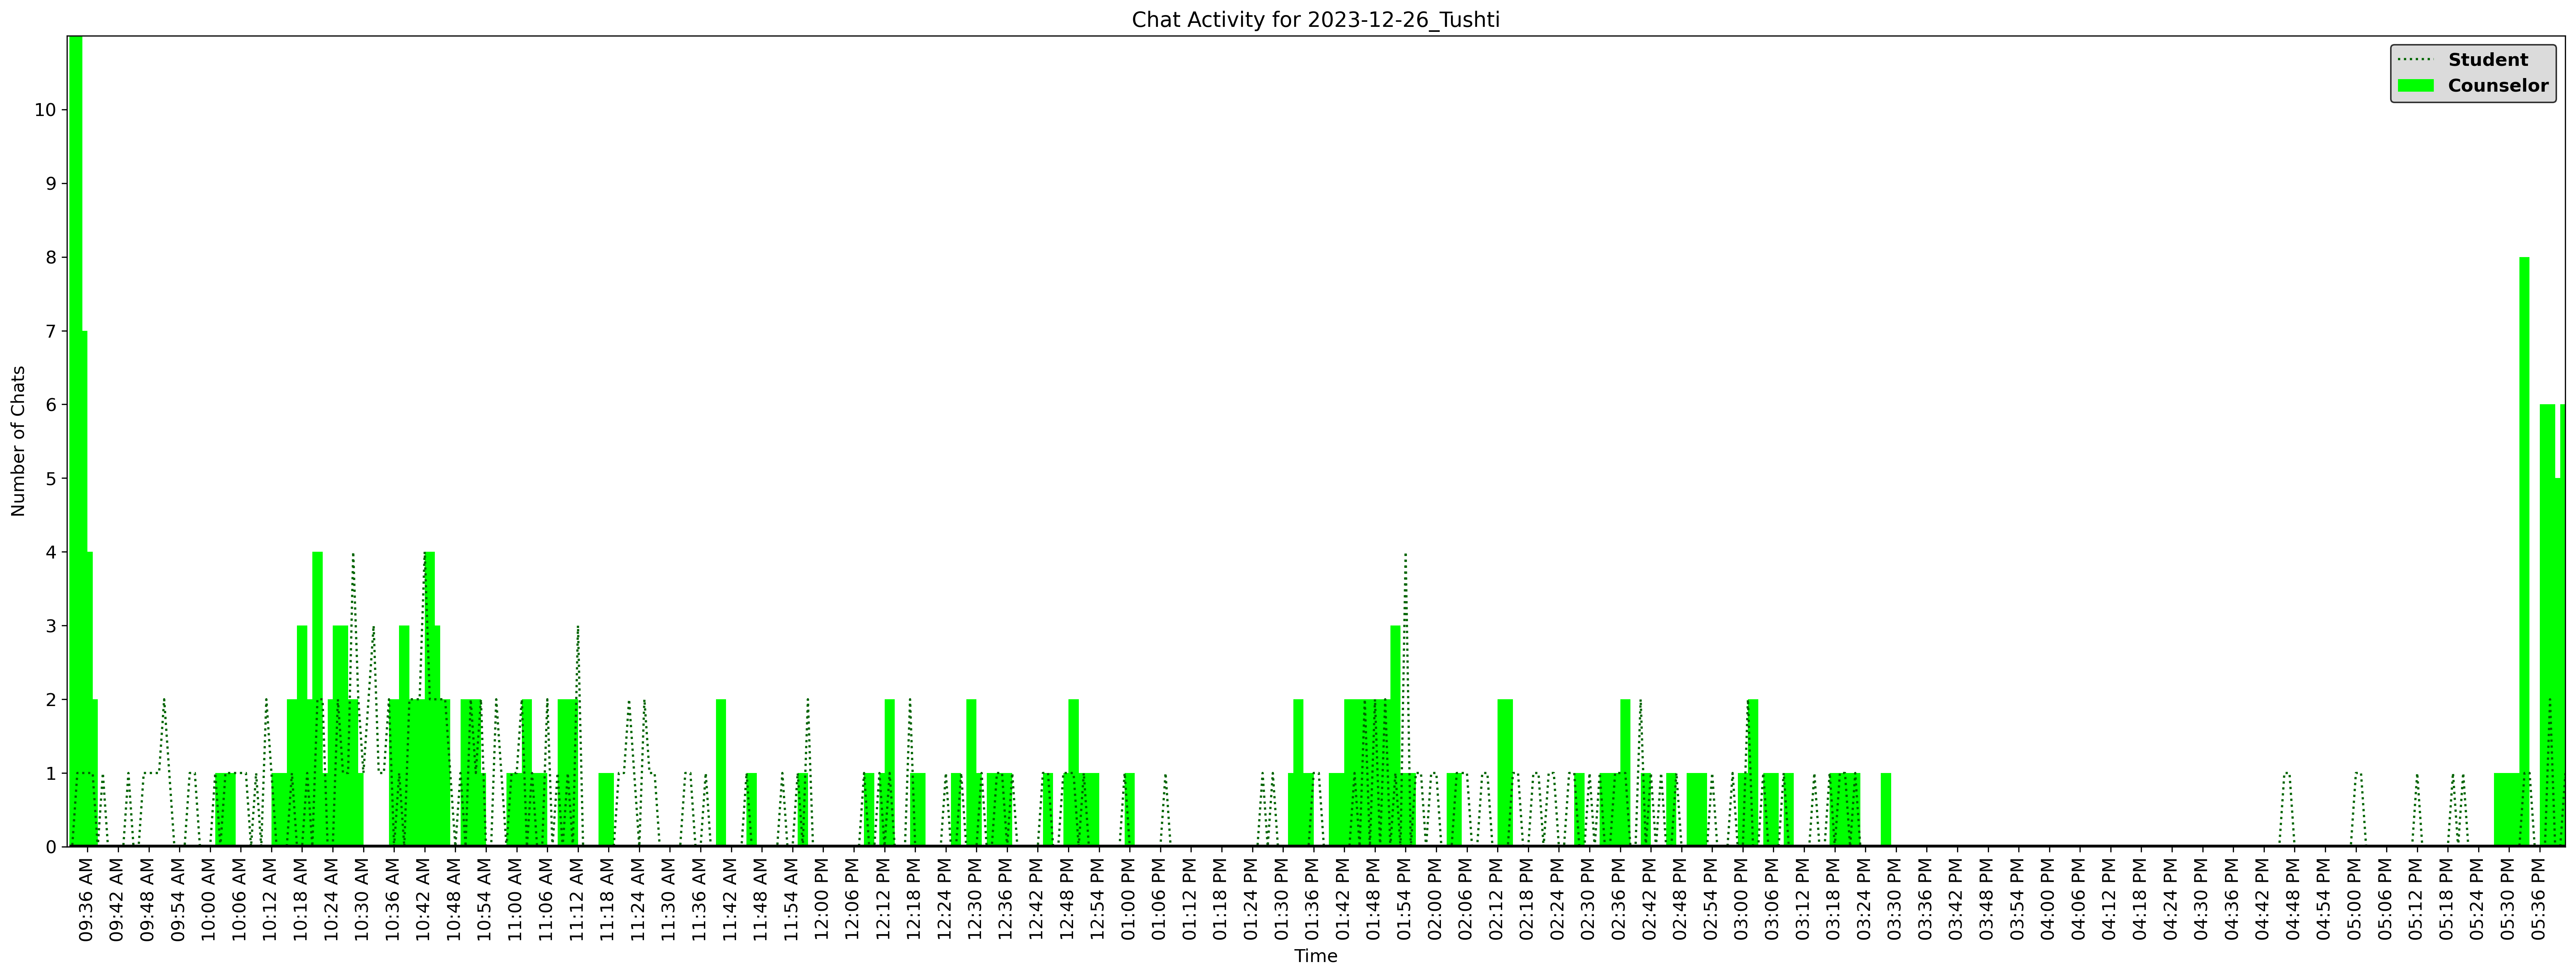 Chat Activity for 2023-12-26_Tushti
Student
Counselor
Number of Chats
10
9
8
7
6
5
4
3
2
1
0
09:36 AM
09:42 AM
09:48 AM
09:54 AM
10:00 AM
10:06 AM
10:12 AM
10:18 AM
10:24 AM
10:30 AM
10:36 AM
10:42 AM
10:48 AM
10:54 AM
11:00 AM
11:06 AM
11:12 AM
11:18 AM
11:24 AM
11:30 AM
11:36 AM
11:42 AM
11:48 AM
11:54 AM
12:00 PM
12:06 PM
12:12 PM
12:18 PM
12:24 PM
12:30 PM
12:36 PM
12:42 PM
12:48 PM
12:54 PM
01:00 PM
01:06 PM
01:12 PM
01:18 PM
01:24 PM
01:30 PM
01:36 PM
01:42 PM
01:48 PM
01:54 PM
02:00 PM
02:06 PM
02:12 PM
02:18 PM
02:24 PM
02:30 PM
02:36 PM
02:42 PM
02:48 PM
02:54 PM
03:00 PM
03:06 PM
03:12 PM
03:18 PM
03:24 PM
03:30 PM
03:36 PM
03:42 PM
03:48 PM
03:54 PM
04:00 PM
04:06 PM
04:12 PM
04:18 PM
04:24 PM
04:30 PM
04:36 PM
04:42 PM
04:48 PM
04:54 PM
05:00 PM
05:06 PM
05:12 PM
05:18 PM
05:24 PM
05:30 PM
05:36 PM
Time